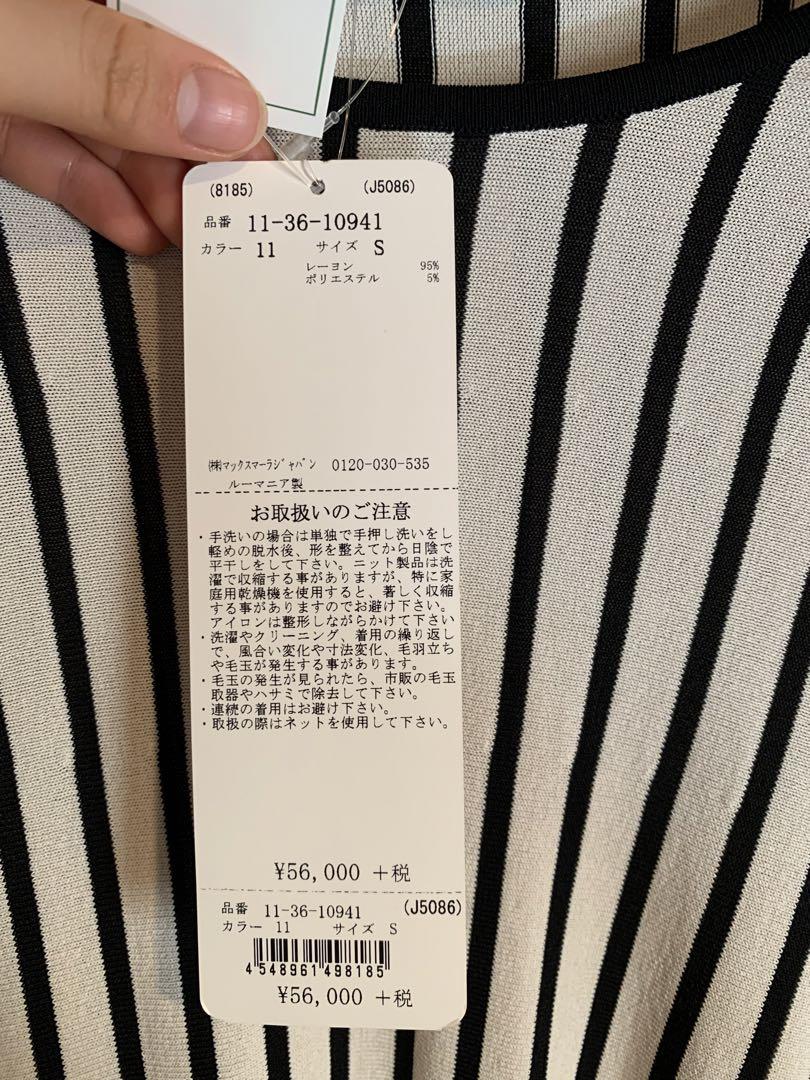 (8185) (J5086)
品番 11-36-10941
カラー 11 サイズ S
レーヨン 95%
ポリエステル 5%
㈱マックスマーラジャパン 0120-030-535
ルーマニア製
お取扱いのご注意
・手洗いの場合は単独で手押し洗いをし
軽めの脱水後、形を整えてから日陰で
平干しをして下さい。ニット製品は洗
濯で収縮する事がありますが、特に家
庭用乾燥機を使用すると、著しく収縮
する事がありますのでお避け下さい。
アイロンは整形しながらかけて下さい
・洗濯やクリーニング、着用の繰り返し
で、風合い変化や寸法変化、毛羽立ち
や毛玉が発生する事があります。
・毛玉の発生が見られたら、市販の毛玉
取器やハサミで除去して下さい。
・連続の着用はお避け下さい。
・取扱の際はネットを使用して下さい。
¥56,000 +税
品番 11-36-10941 (J5086)
カラー 11 サイズ S
4548961498185
¥56,000 +税